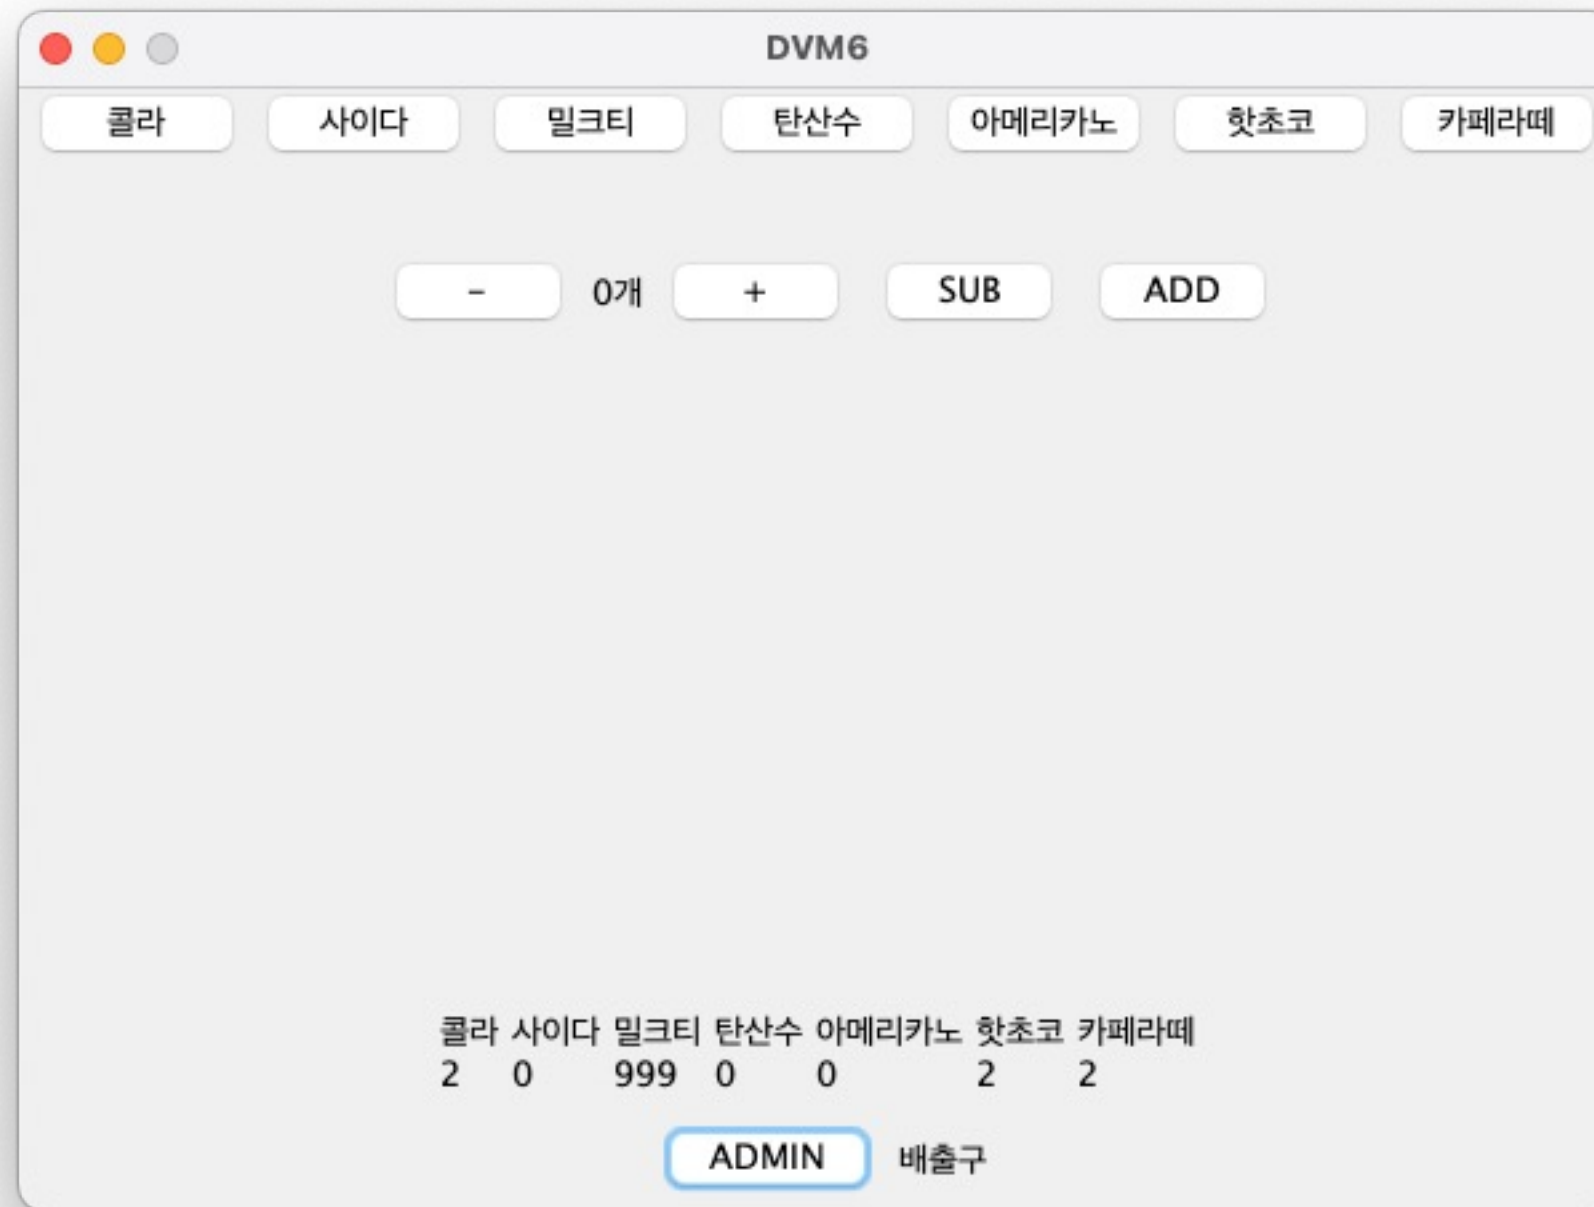 DVM6
콜라 사이다 밀크티 탄산수 아메리카노 핫초코 카페라떼
- 0개 + SUB ADD
콜라 사이다 밀크티 탄산수 아메리카노 핫초코 카페라떼
2 0 999 0 0 2 2
ADMIN 배출구